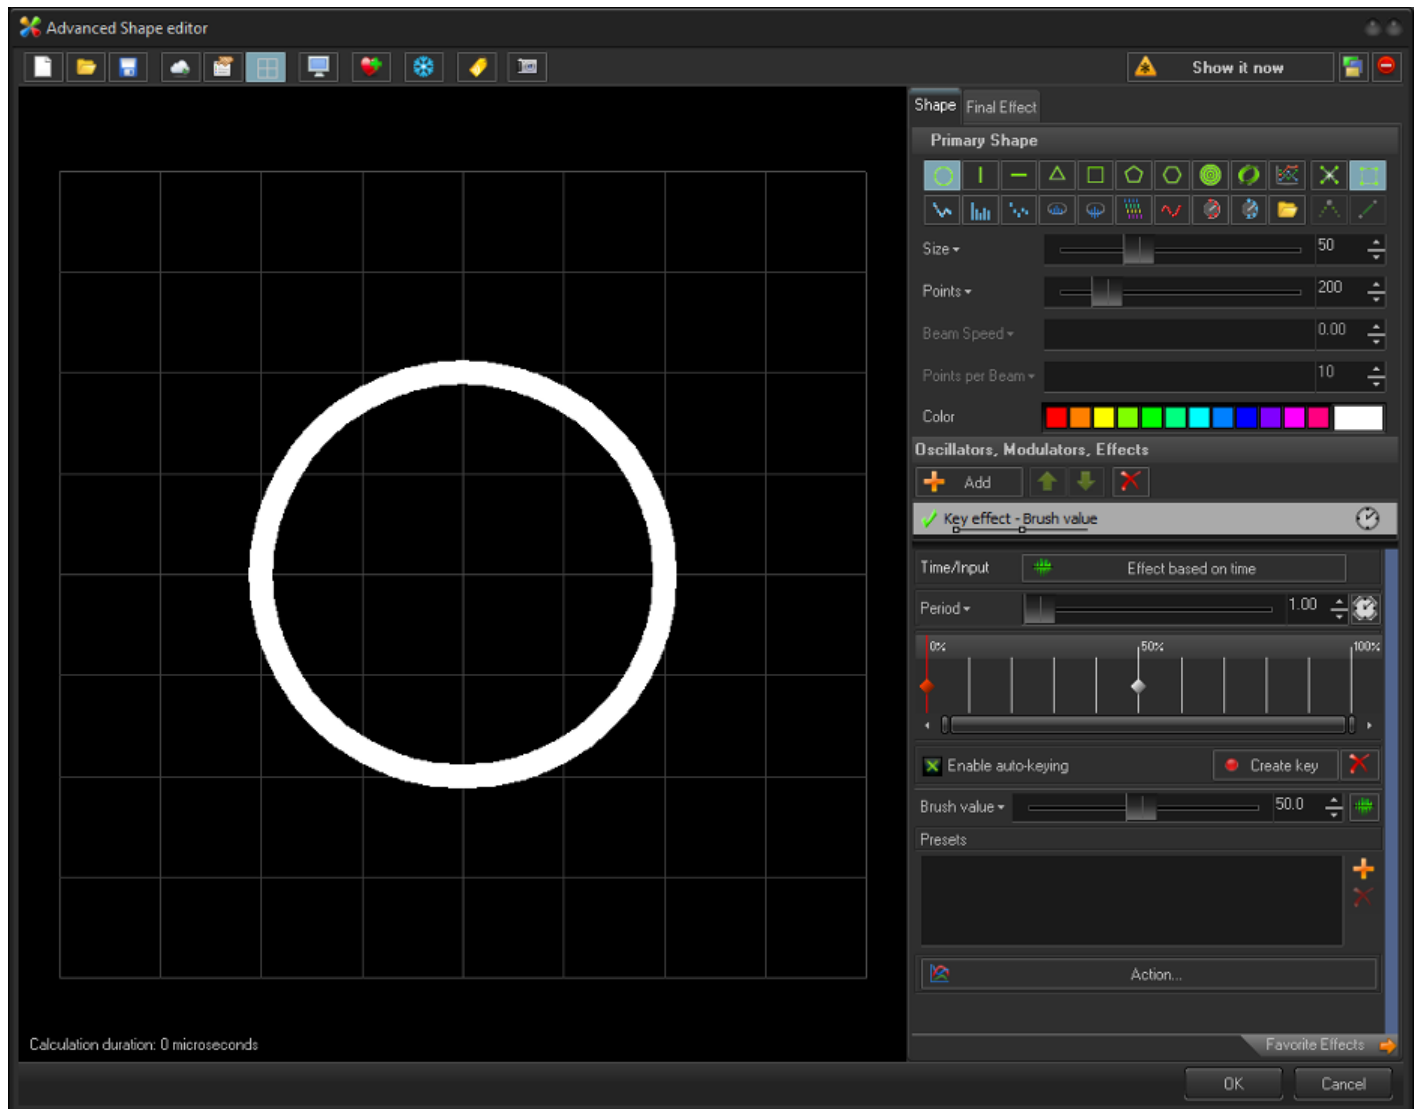 Advanced Shape editor
Show it now
Shape Final Effect
Primary Shape
Size 50
Points 200
Beam Speed 0.00
Points per Beam 10
Color
Oscillators, Modulators, Effects
Add
Key effect - Brush value
Time/Input Effect based on time
Period 1.00
0% 50% 100%
Enable auto-keying Create key
Brush value 50.0
Presets
Action...
Calculation duration: 0 microseconds
Favorite Effects
OK Cancel